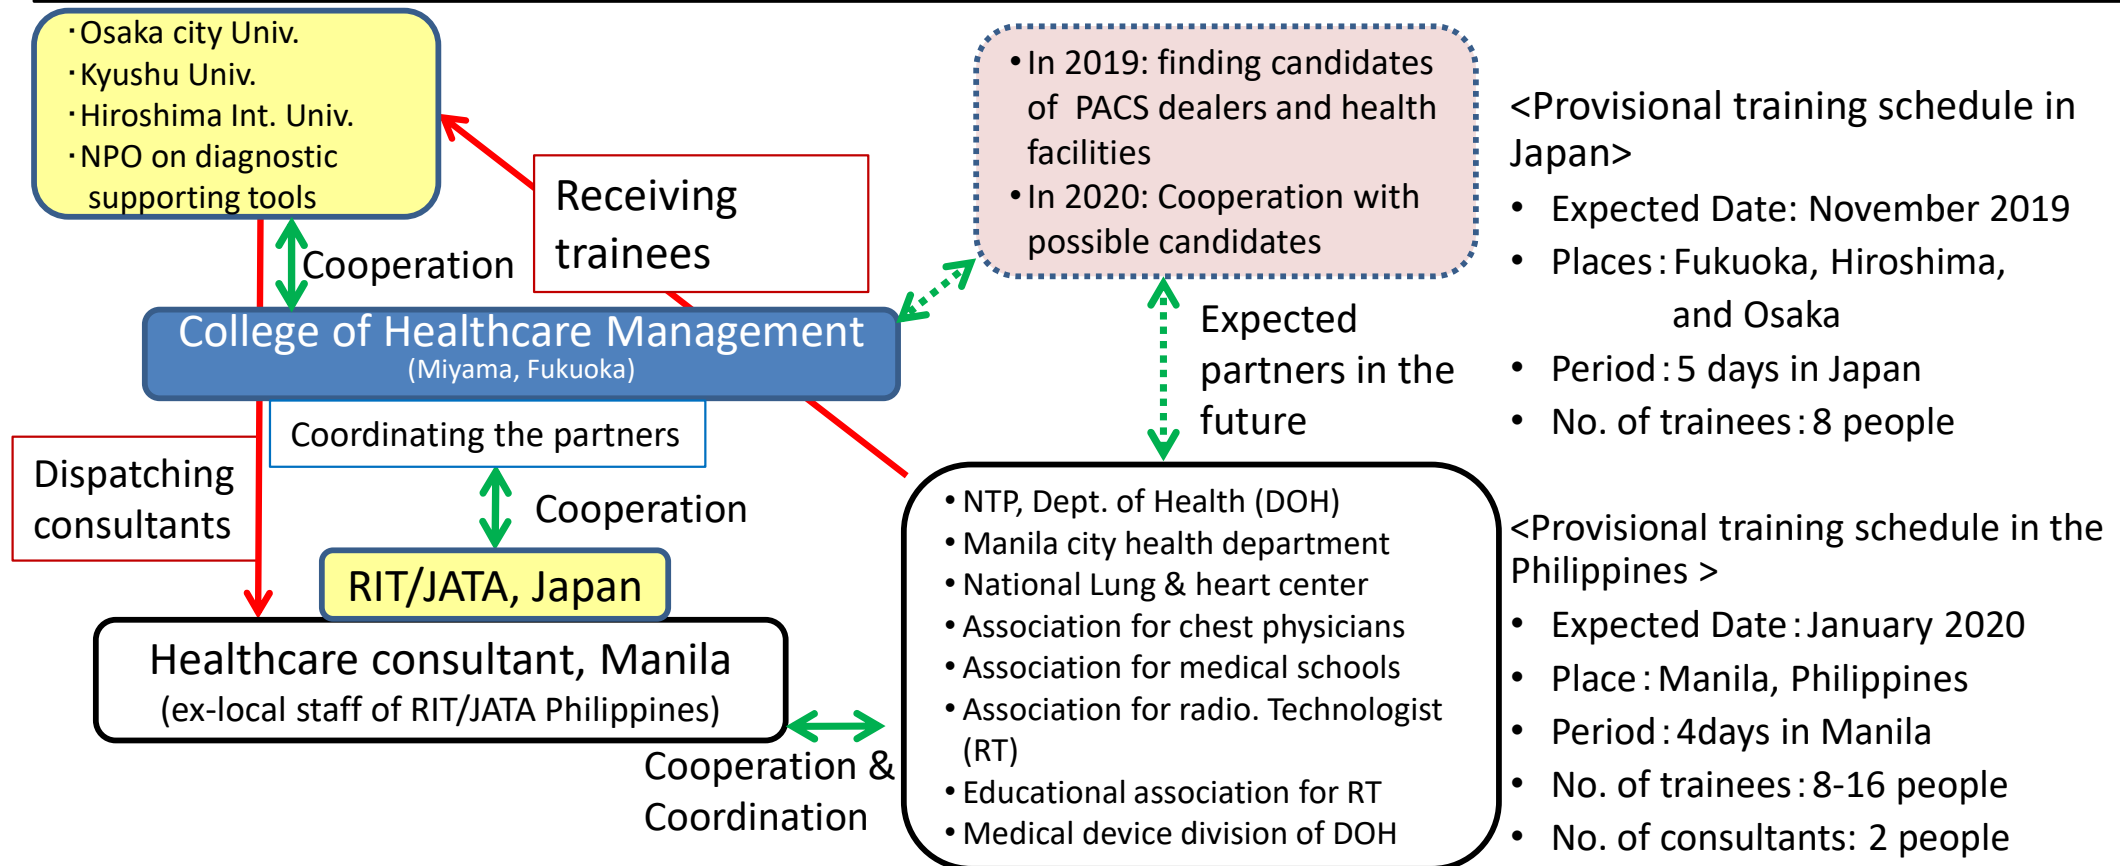 ・Osaka city Univ.
・Kyushu Univ.
・Hiroshima Int. Univ.
・NPO on diagnostic
supporting tools
Receiving
trainees
Cooperation
• In 2019: finding candidates
of PACS dealers and health
facilities
• In 2020: Cooperation with
possible candidates
Expected
partners in the
future
College of Healthcare Management
(Miyama, Fukuoka)
Coordinating the partners
Dispatching
consultants
Cooperation
RIT/JATA, Japan
Healthcare consultant, Manila
(ex-local staff of RIT/JATA Philippines)
Cooperation &
Coordination
• NTP, Dept. of Health (DOH)
• Manila city health department
• National Lung & heart center
• Association for chest physicians
• Association for medical schools
• Association for radio. Technologist
(RT)
• Educational association for RT
• Medical device division of DOH
<Provisional training schedule in
Japan>
• Expected Date: November 2019
• Places：Fukuoka, Hiroshima,
and Osaka
• Period：5 days in Japan
• No. of trainees：8 people
<Provisional training schedule in the
Philippines >
• Expected Date：January 2020
• Place：Manila, Philippines
• Period：4days in Manila
• No. of trainees：8-16 people
• No. of consultants: 2 people